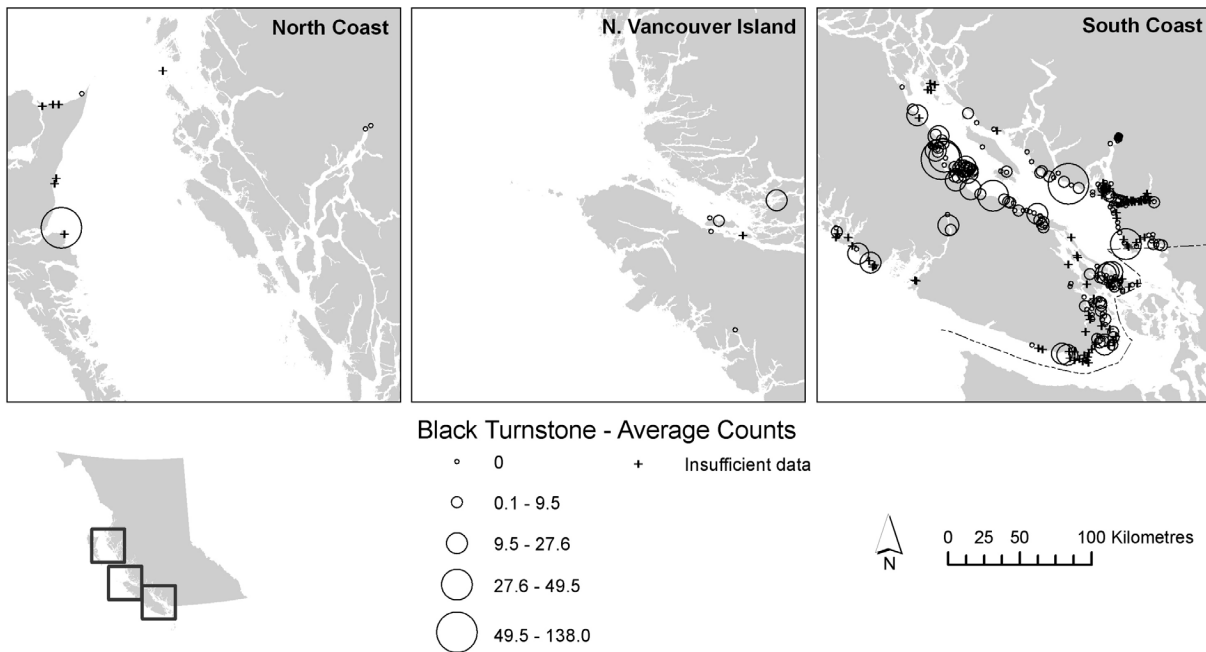 North Coast
N. Vancouver Island
South Coast
Black Turnstone - Average Counts
0
Insufficient data
0.1 - 9.5
9.5 - 27.6
27.6 - 49.5
49.5 - 138.0
N
0 25 50 100 Kilometres